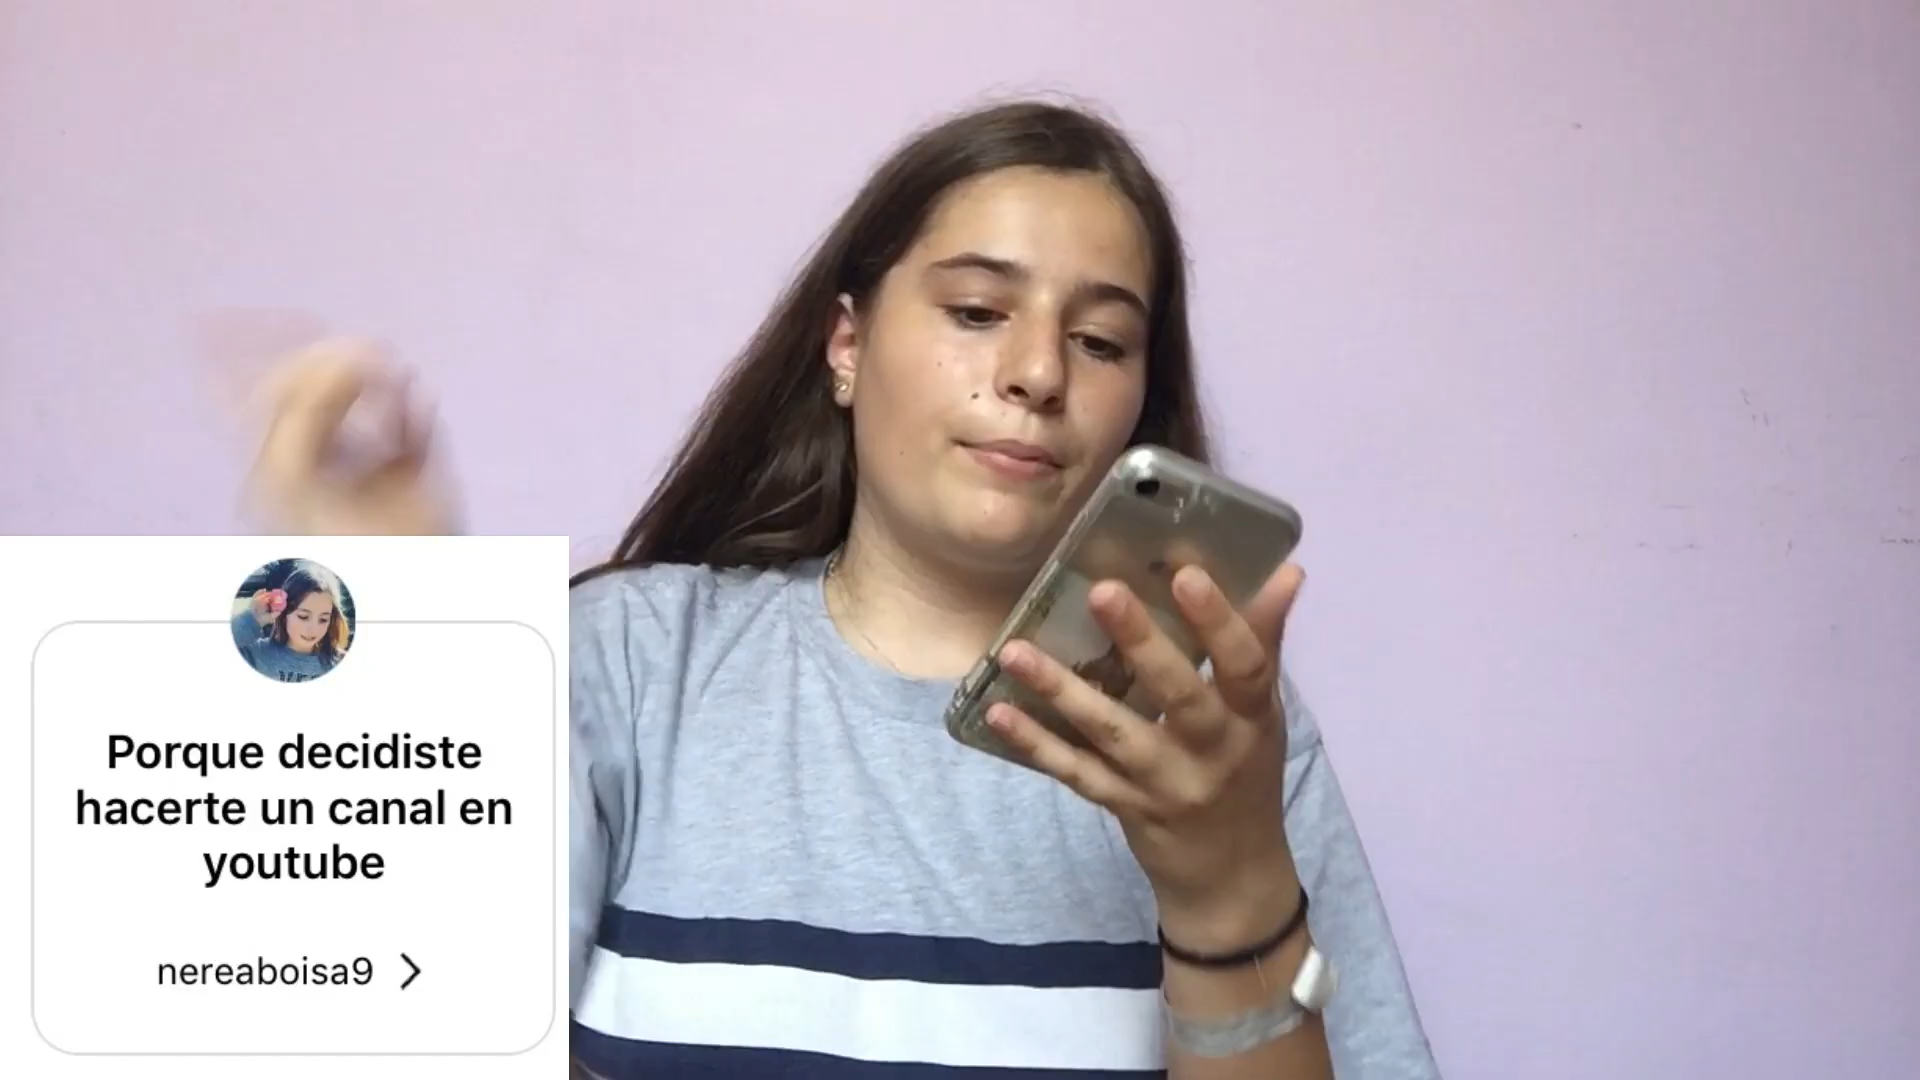 Porque decidiste
hacerte un canal en
youtube
nereaboisa9